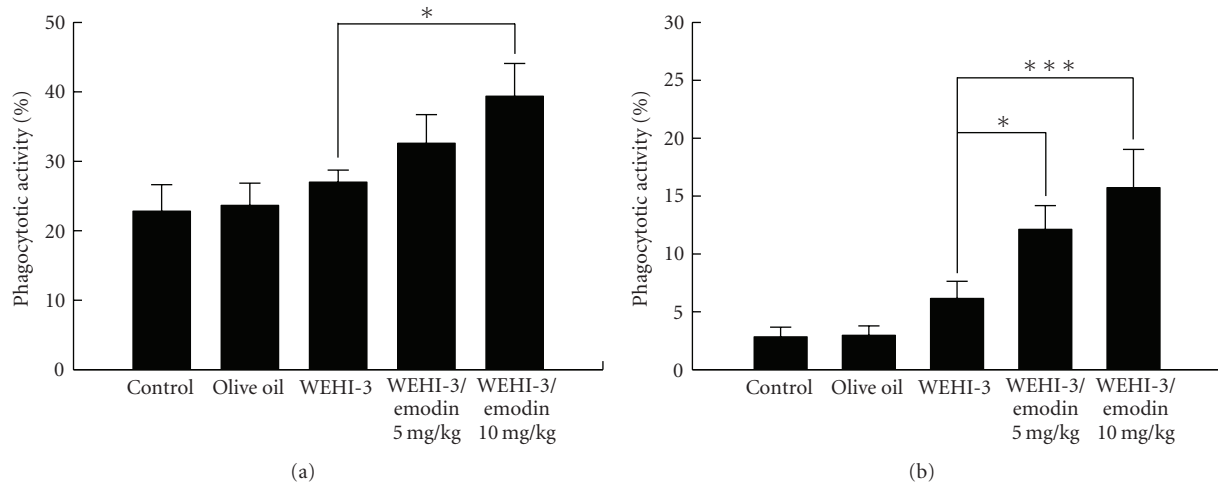 50
40
30
20
10
0
Phagocytotic activity (%)
*
Control
Olive oil
WEHI-3
WEHI-3/
emodin
5 mg/kg
WEHI-3/
emodin
10 mg/kg
(a)
30
25
20
15
10
5
0
Phagocytotic activity (%)
***
*
Control
Olive oil
WEHI-3
WEHI-3/
emodin
5 mg/kg
WEHI-3/
emodin
10 mg/kg
(b)